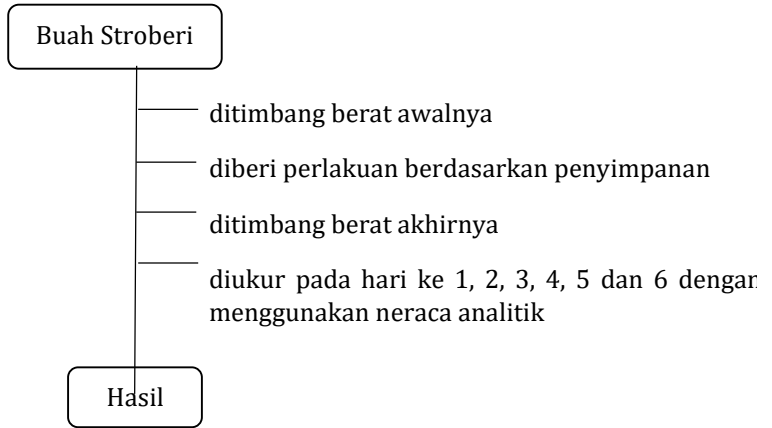 Buah Stroberi
ditimbang berat awalnya
diberi perlakuan berdasarkan penyimpanan
ditimbang berat akhirnya
diukur pada hari ke 1, 2, 3, 4, 5 dan 6 dengan
menggunakan neraca analitik
Hasil